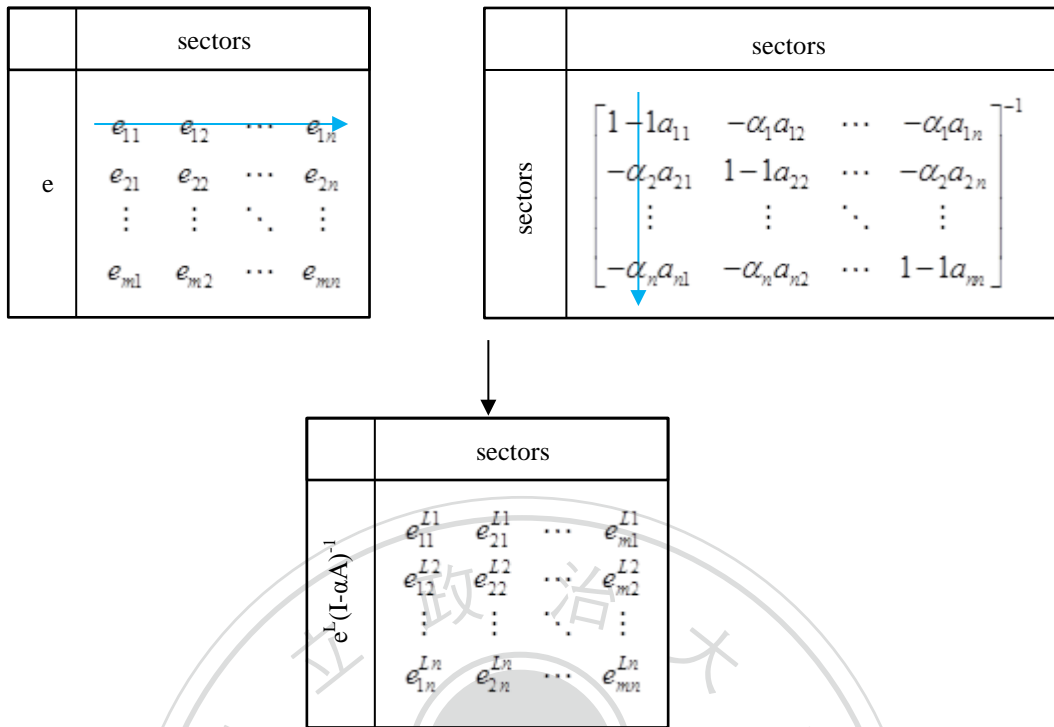 sectors
e
e₁₁ e₁₂ ⋯ e₁ₙ
e₂₁ e₂₂ ⋯ e₂ₙ
⋮ ⋮ ⋱ ⋮
eₘ₁ eₘ₂ ⋯ eₘₙ
sectors
sectors
[1−1a₁₁ −α₁a₁₂ ⋯ −α₁a₁ₙ]⁻¹
−α₂a₂₁ 1−1a₂₂ ⋯ −α₂a₂ₙ
⋮ ⋮ ⋱ ⋮
−αₙaₙ₁ −αₙaₙ₂ ⋯ 1−1aₙₙ
sectors
e^L(I-αA)^-1
e₁₁^L1 e₂₁^L1 ⋯ eₘ₁^L1
e₁₂^L2 e₂₂^L2 ⋯ eₘ₂^L2
⋮ ⋮ ⋱ ⋮
e₁ₙ^Ln e₂ₙ^Ln ⋯ eₘₙ^Ln
立政治大